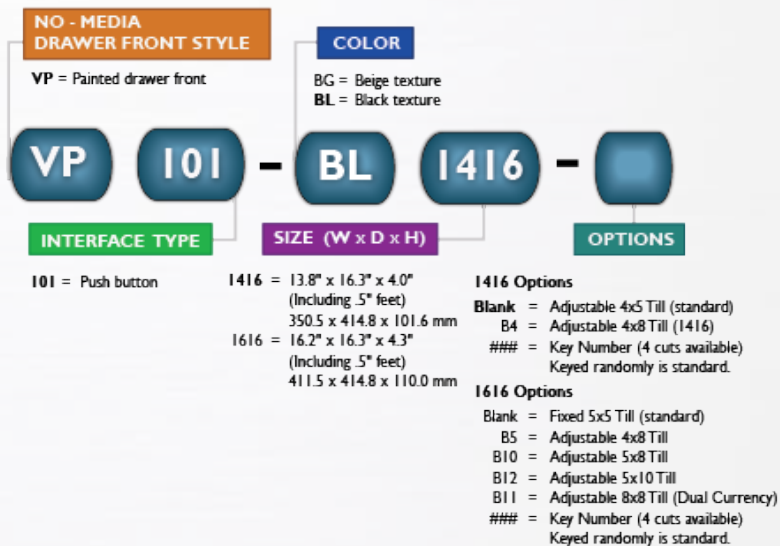 NO - MEDIA
DRAWER FRONT STYLE
VP = Painted drawer front
COLOR
BG = Beige texture
BL = Black texture
VP 101 - BL 1416 -
INTERFACE TYPE
101 = Push button
SIZE (W x D x H)
1416 = 13.8" x 16.3" x 4.0"
(Including .5" feet)
350.5 x 414.8 x 101.6 mm
1616 = 16.2" x 16.3" x 4.3"
(Including .5" feet)
411.5 x 414.8 x 110.0 mm
OPTIONS
1416 Options
Blank = Adjustable 4x5 Till (standard)
B4 = Adjustable 4x8 Till (1416)
### = Key Number (4 cuts available)
Keyed randomly is standard.
1616 Options
Blank = Fixed 5x5 Till (standard)
B5 = Adjustable 4x8 Till
B10 = Adjustable 5x8 Till
B12 = Adjustable 5x10 Till
B11 = Adjustable 8x8 Till (Dual Currency)
### = Key Number (4 cuts available)
Keyed randomly is standard.